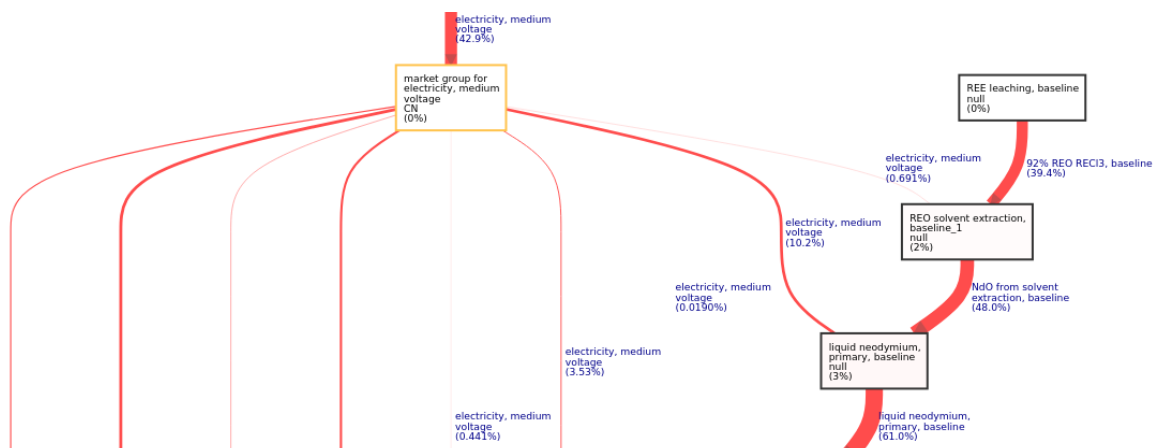 electricity, medium
voltage
(42.9%)
market group for
electricity, medium
voltage
CN
(0%)
REE leaching, baseline
null
(0%)
electricity, medium
voltage
(0.691%)
92% REO RECl3, baseline
(39.4%)
REO solvent extraction,
baseline_1
null
(2%)
electricity, medium
voltage
(10.2%)
electricity, medium
voltage
(0.0190%)
NdO from solvent
extraction, baseline
(48.0%)
liquid neodymium,
primary, baseline
null
(3%)
electricity, medium
voltage
(3.53%)
electricity, medium
voltage
(0.441%)
liquid neodymium,
primary, baseline
(61.0%)